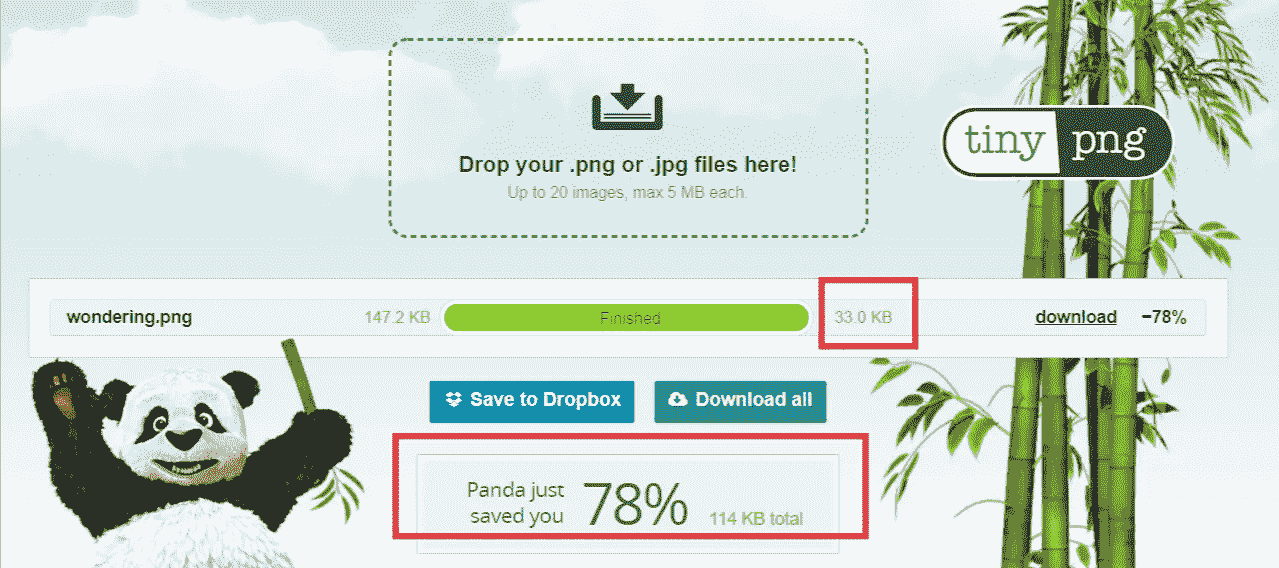 Drop your .png or .jpg files here!
Up to 20 images, max 5 MB each.
tiny png
wondering.png 147.2 KB Finished 33.0 KB download −78%
Save to Dropbox Download all
Panda just
saved you 78% 114 KB total